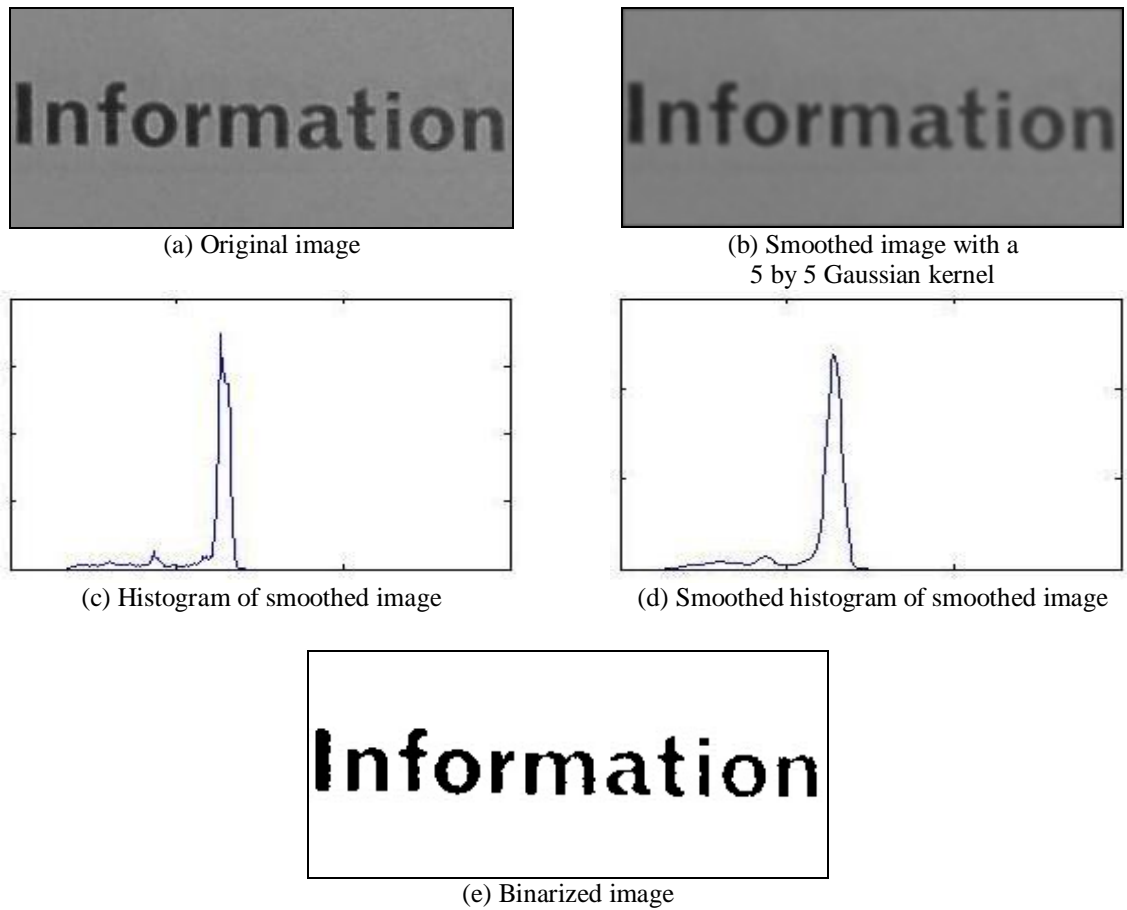 Information
Information
(a) Original image
(b) Smoothed image with a
5 by 5 Gaussian kernel
(c) Histogram of smoothed image
(d) Smoothed histogram of smoothed image
Information
(e) Binarized image